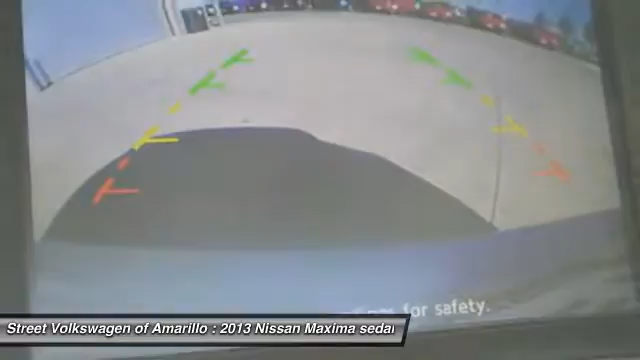 for safety.
Street Volkswagen of Amarillo : 2013 Nissan Maxima seda